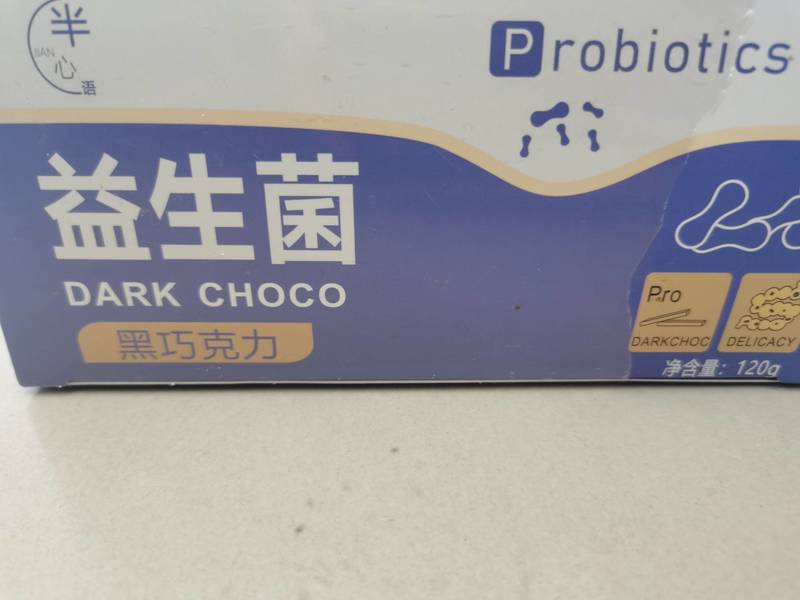 半
JIAN
心
语
Probiotics
益生菌
DARK CHOCO
黑巧克力
Pro
DARKCHOC
DELICACY
净含量：120g